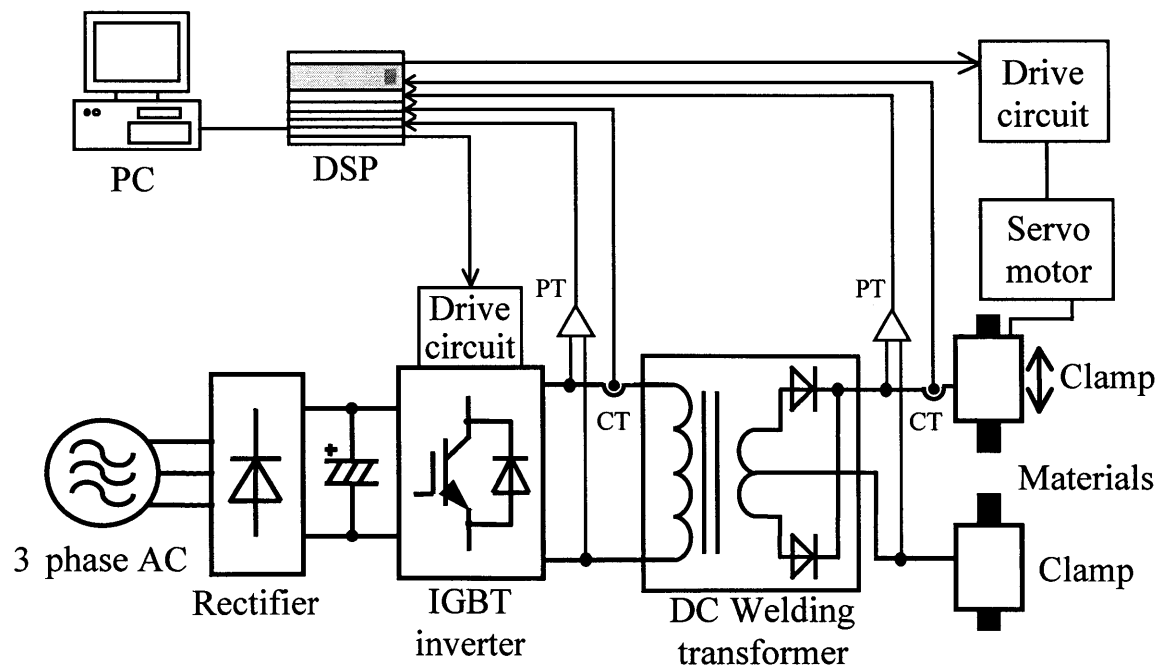 PC
DSP
Drive
circuit
Servo
motor
PT
PT
Drive
circuit
CT
CT
Clamp
+
Materials
3 phase AC
Clamp
Rectifier
IGBT
inverter
DC Welding
transformer